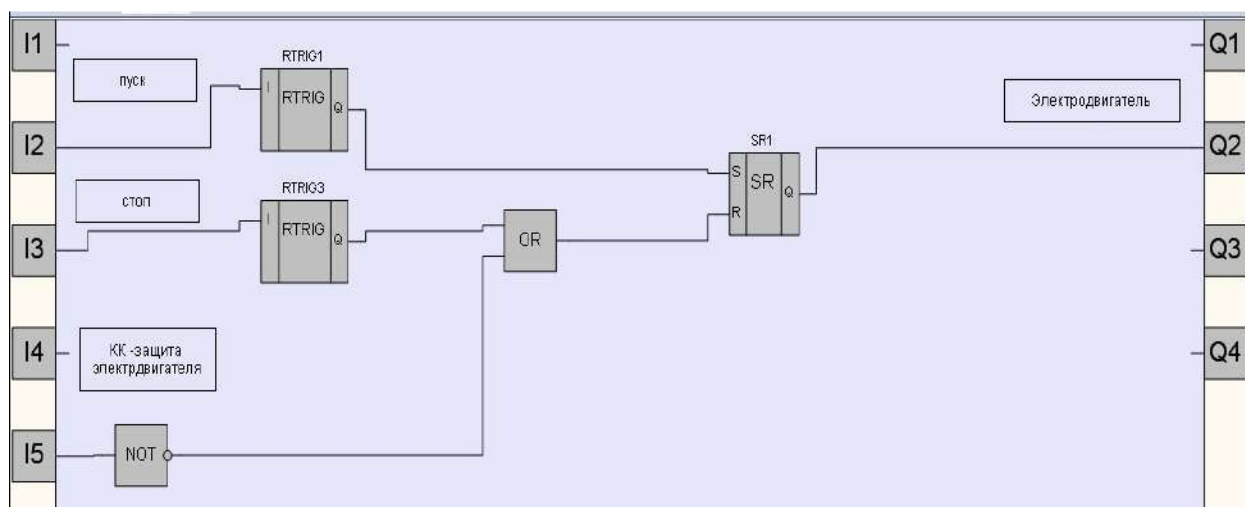 I1
Q1
RTRIG1
пуск
I
RTRIG
Q
Электродвигатель
I2
Q2
SR1
S
SR
Q
R
RTRIG3
стоп
I
RTRIG
Q
OR
I3
Q3
I4
КК -защита
электрдвигателя
Q4
I5
NOT